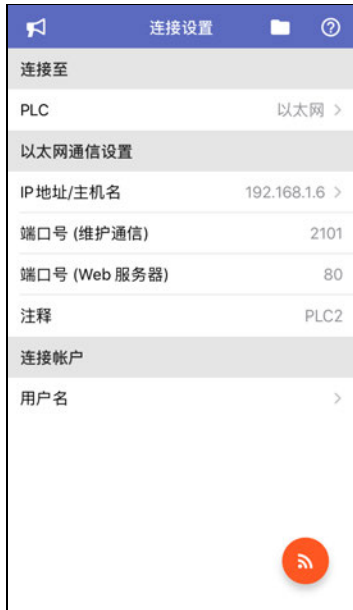 连接设置
连接至
PLC 以太网
以太网通信设置
IP地址/主机名 192.168.1.6
端口号 (维护通信) 2101
端口号 (Web 服务器) 80
注释 PLC2
连接帐户
用户名